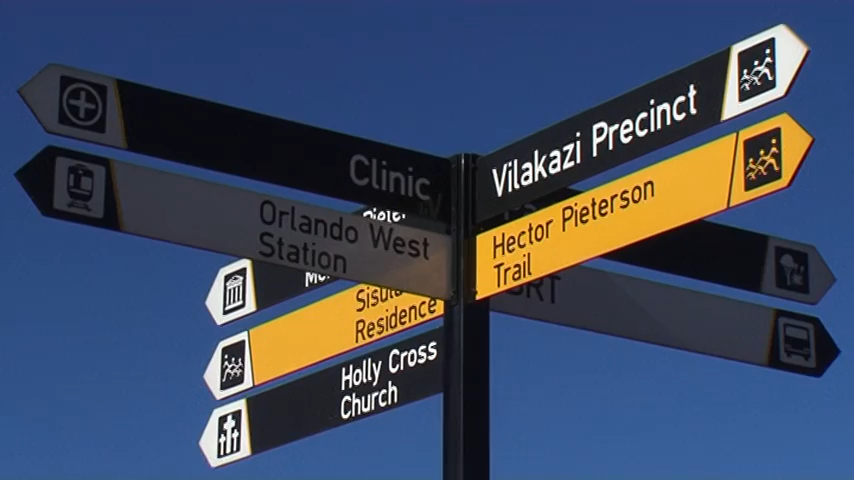 Clinic
Orlando West
Station
Vilakazi Precinct
Hector Pieterson
Trail
Residence
Holly Cross
Church